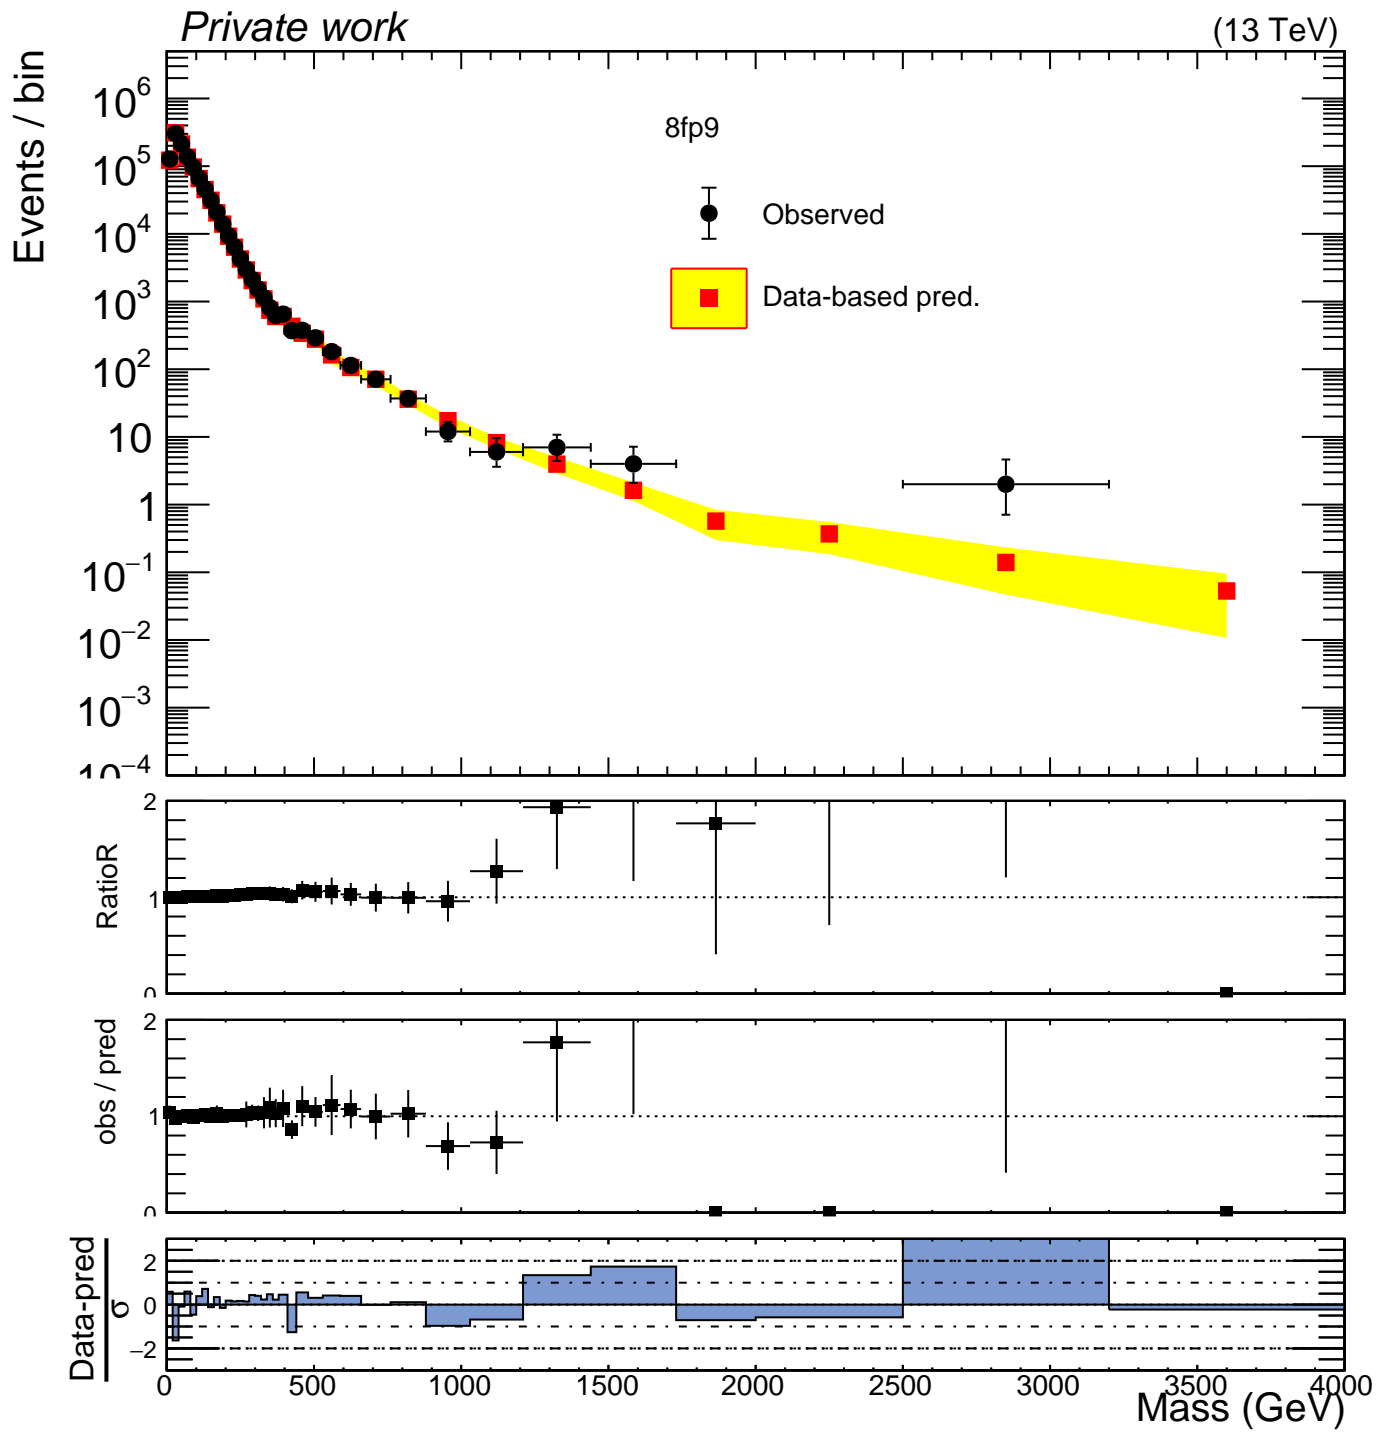 Private work
(13 TeV)
Events / bin
10^6
10^5
10^4
10^3
10^2
10
1
10^−1
10^−2
10^−3
10^−4
8fp9
Observed
Data-based pred.
RatioR
2
1
0
obs / pred
2
1
0
Data-pred
σ
2
0
−2
0 500 1000 1500 2000 2500 3000 3500 4000
Mass (GeV)